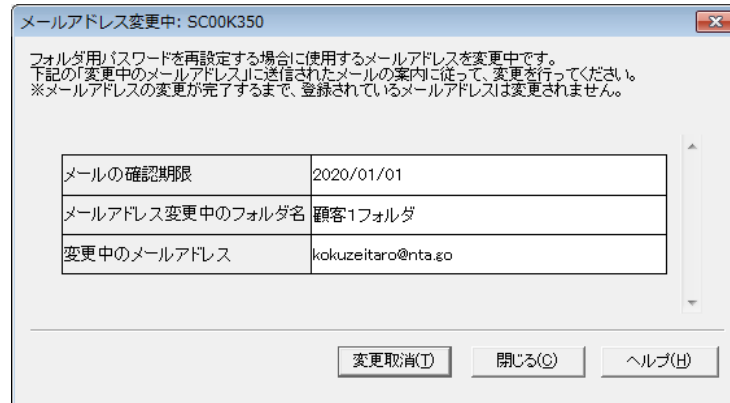 メールアドレス変更中: SC00K350
フォルダ用パスワードを再設定する場合に使用するメールアドレスを変更中です。
下記の「変更中のメールアドレス」に送信されたメールの案内に従って、変更を行ってください。
※メールアドレスの変更が完了するまで、登録されているメールアドレスは変更されません。
メールの確認期限 2020/01/01
メールアドレス変更中のフォルダ名 顧客1フォルダ
変更中のメールアドレス kokuzeitaro@nta.go
変更取消(T) 閉じる(C) ヘルプ(H)